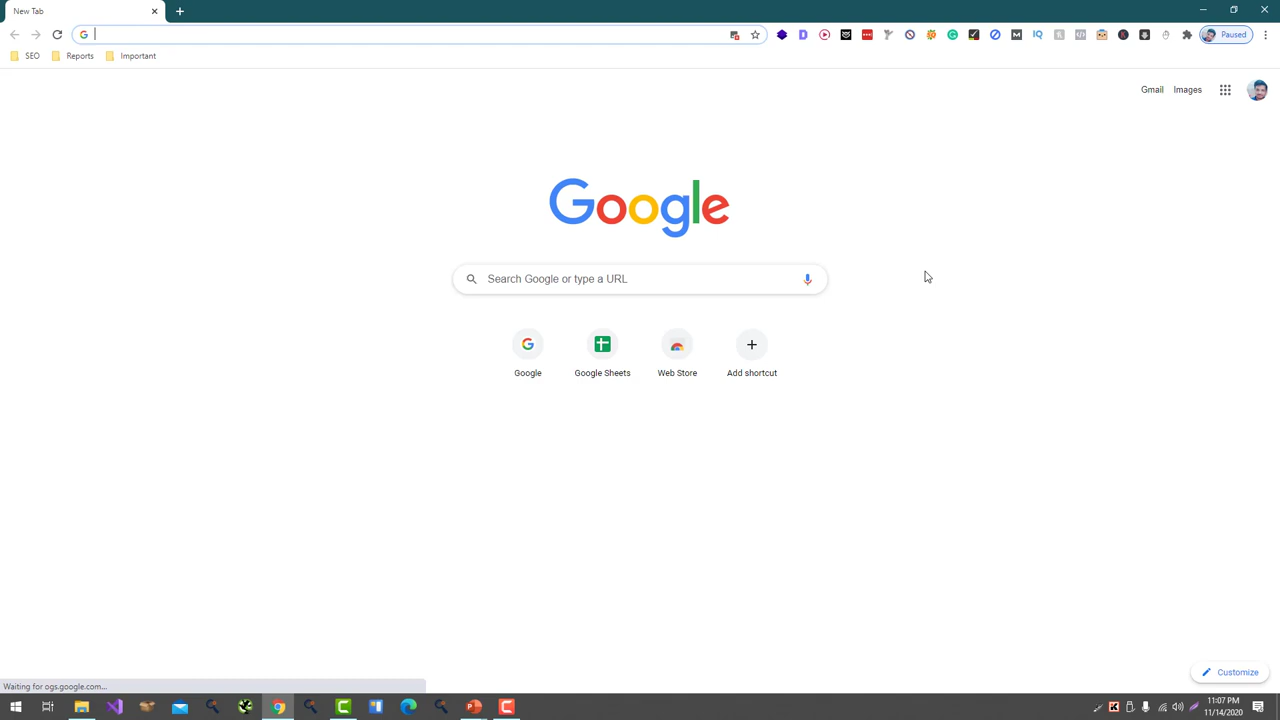 New Tab
Paused
SEO
Reports
Important
Gmail
Images
Google
Search Google or type a URL
Google
Google Sheets
Web Store
Add shortcut
Customize
Waiting for ogs.google.com...
11:07 PM
11/14/2020